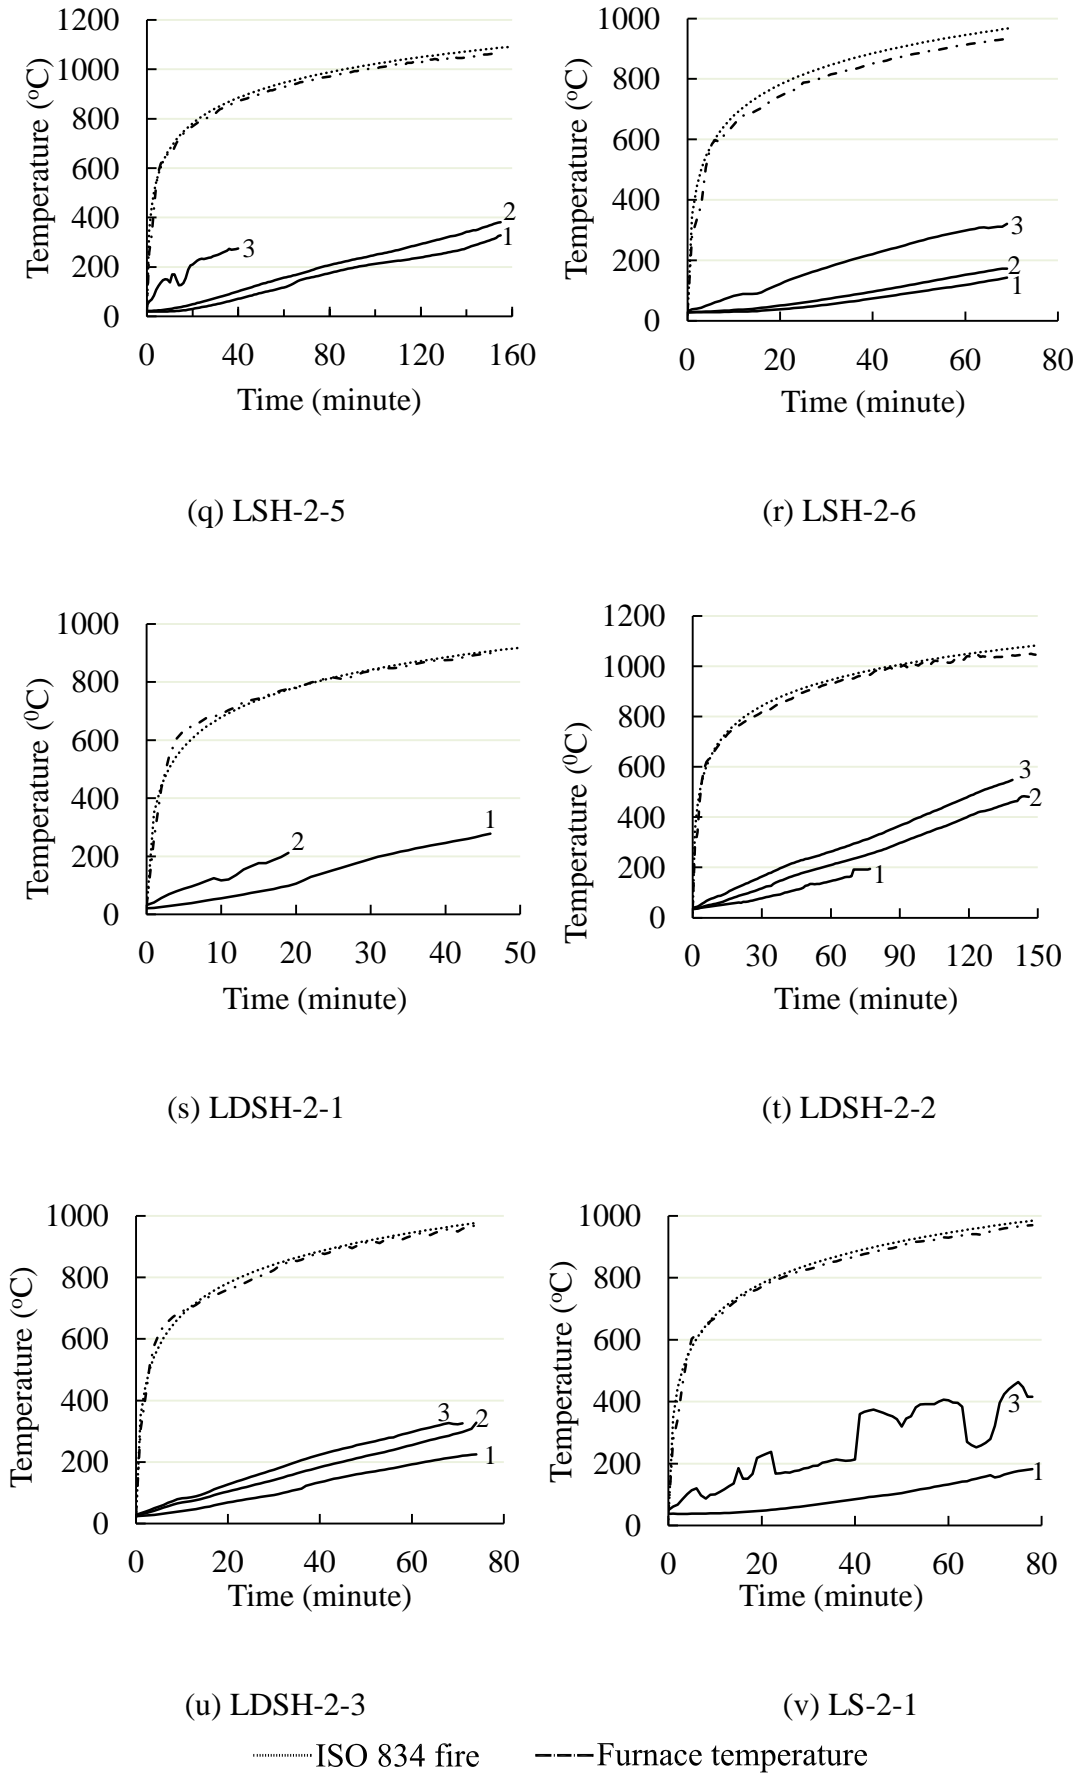 1200
1000
800
600
400
200
0
Temperature (oC)
3
2
1
0 40 80 120 160
Time (minute)
(q) LSH-2-5
1000
800
600
400
200
0
Temperature (oC)
3
2
1
0 20 40 60 80
Time (minute)
(r) LSH-2-6
1000
800
600
400
200
0
Temperature (0C)
2
1
0 10 20 30 40 50
Time (minute)
(s) LDSH-2-1
1200
1000
800
600
400
200
0
Temperature (0C)
3
2
1
0 30 60 90 120 150
Time (minute)
(t) LDSH-2-2
1000
800
600
400
200
0
Temperature (oC)
3
2
1
0 20 40 60 80
Time (minute)
(u) LDSH-2-3
1000
800
600
400
200
0
Temperature (oC)
3
1
0 20 40 60 80
Time (minute)
(v) LS-2-1
ISO 834 fire
Furnace temperature